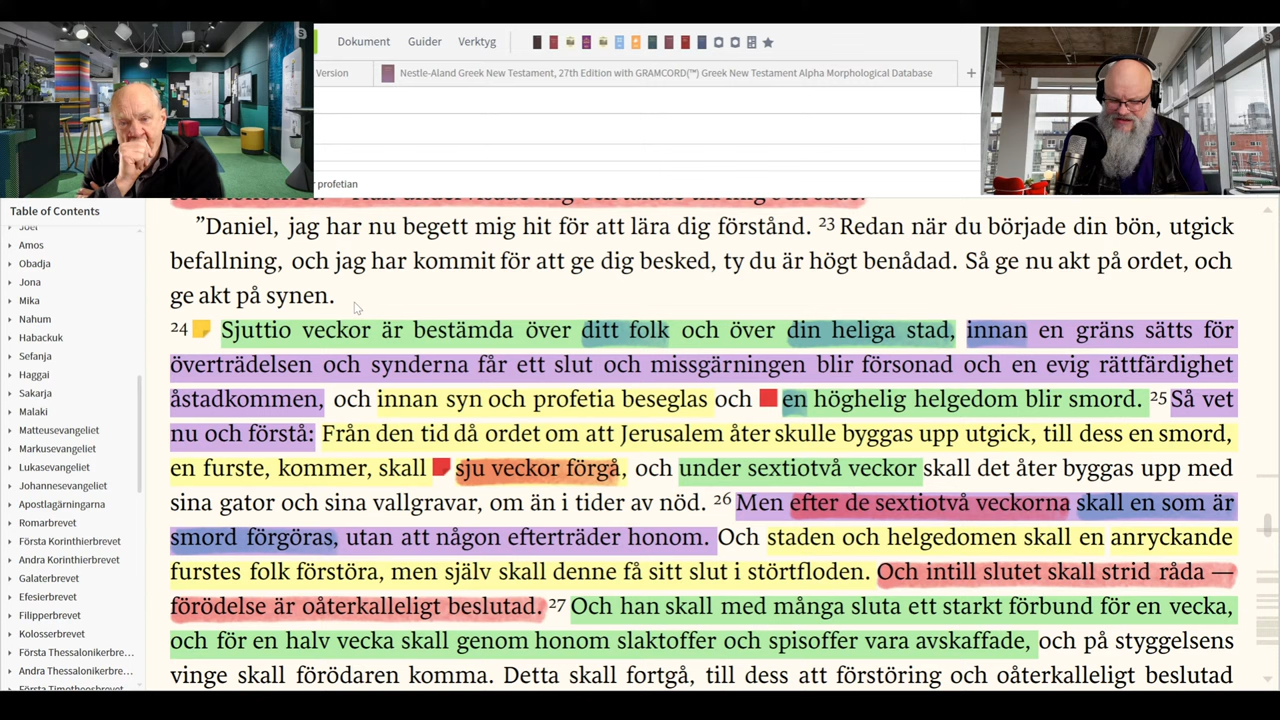 Dokument Guider Verktyg
Version
Nestle-Aland Greek New Testament, 27th Edition with GRAMCORD(™) Greek New Testament Alpha Morphological Database
profetian
Table of Contents
Joel
Amos
Obadja
Jona
Mika
Nahum
Habackuk
Sefanja
Haggai
Sakarja
Malaki
Matteusevangeliet
Markusevangeliet
Lukasevangeliet
Johannesevangeliet
Apostlagärningarna
Romarbrevet
Första Korinthierbrevet
Andra Korinthierbrevet
Galaterbrevet
Efesierbrevet
Filipperbrevet
Kolosserbrevet
Första Thessalonikerbre…
Andra Thessalonikerbre…
Första Timotheosbrevet
”Daniel, jag har nu begett mig hit för att lära dig förstånd. 23 Redan när du började din bön, utgick
befallning, och jag har kommit för att ge dig besked, ty du är högt benådad. Så ge nu akt på ordet, och
ge akt på synen.
24 Sjuttio veckor är bestämda över ditt folk och över din heliga stad, innan en gräns sätts för
överträdelsen och synderna får ett slut och missgärningen blir försonad och en evig rättfärdighet
åstadkommen, och innan syn och profetia beseglas och en höghelig helgedom blir smord. 25 Så vet
nu och förstå: Från den tid då ordet om att Jerusalem åter skulle byggas upp utgick, till dess en smord,
en furste, kommer, skall sju veckor förgå, och under sextiotvå veckor skall det åter byggas upp med
sina gator och sina vallgravar, om än i tider av nöd. 26 Men efter de sextiotvå veckorna skall en som är
smord förgöras, utan att någon efterträder honom. Och staden och helgedomen skall en anryckande
furstes folk förstöra, men själv skall denne få sitt slut i störtfloden. Och intill slutet skall strid råda —
förödelse är oåterkalleligt beslutad. 27 Och han skall med många sluta ett starkt förbund för en vecka,
och för en halv vecka skall genom honom slaktoffer och spisoffer vara avskaffade, och på styggelsens
vinge skall förödaren komma. Detta skall fortgå, till dess att förstöring och oåterkalleligt beslutad